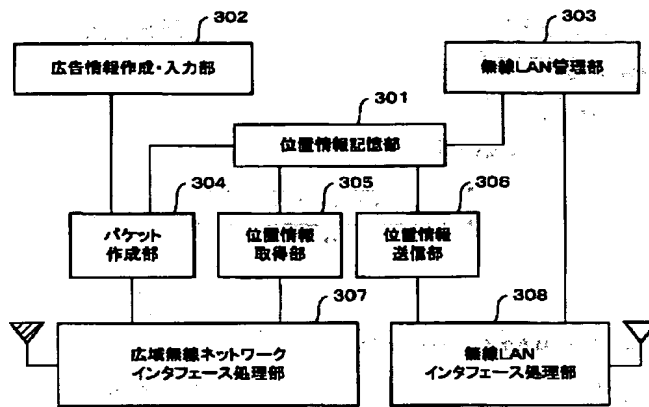 302
広告情報作成・入力部
303
無線LAN管理部
301
位置情報記憶部
304
パケット
作成部
305
位置情報
取得部
306
位置情報
送信部
307
広域無線ネットワーク
インタフェース処理部
308
無線LAN
インタフェース処理部